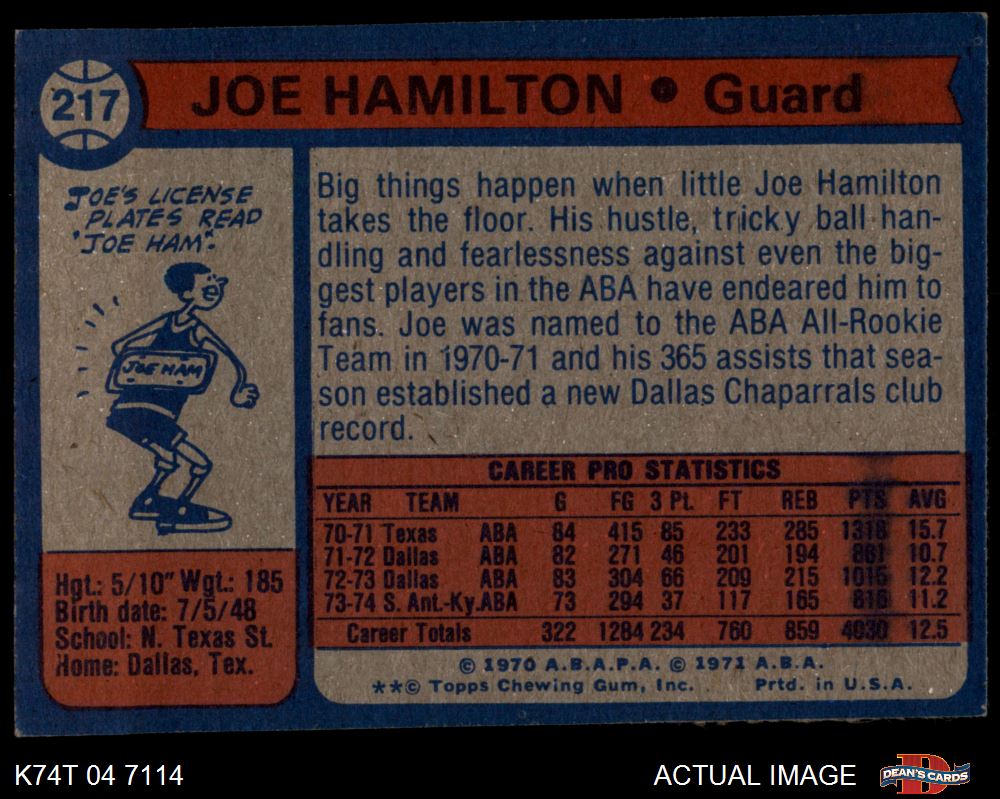 217
JOE HAMILTON • Guard
JOE'S LICENSE
PLATES READ
"JOE HAM".
JOE HAM
Hgt.: 5/10" Wgt.: 185
Birth date: 7/5/48
School: N. Texas St.
Home: Dallas, Tex.
Big things happen when little Joe Hamilton
takes the floor. His hustle, tricky ball han-
dling and fearlessness against even the big-
gest players in the ABA have endeared him to
fans. Joe was named to the ABA All-Rookie
Team in 1970-71 and his 365 assists that sea-
son established a new Dallas Chaparrals club
record.
CAREER PRO STATISTICS
YEAR TEAM G FG 3 Pt. FT REB PTS AVG
70-71 Texas ABA 84 415 85 233 285 1318 15.7
71-72 Dallas ABA 82 271 46 201 194 881 10.7
72-73 Dallas ABA 83 304 66 209 215 1015 12.2
73-74 S. Ant.-Ky. ABA 73 294 37 117 165 816 11.2
Career Totals 322 1284 234 760 859 4030 12.5
© 1970 A.B.A.P.A. © 1971 A.B.A.
**© Topps Chewing Gum, Inc. Prtd. in U.S.A.
K74T 04 7114
ACTUAL IMAGE
D
DEAN'S CARDS